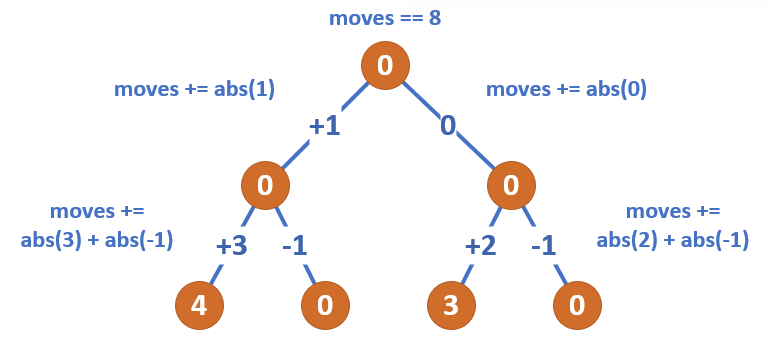 moves == 8
0
moves += abs(1)
moves += abs(0)
+1
0
0
0
moves +=
abs(3) + abs(-1)
moves +=
abs(2) + abs(-1)
+3
-1
+2
-1
4
0
3
0